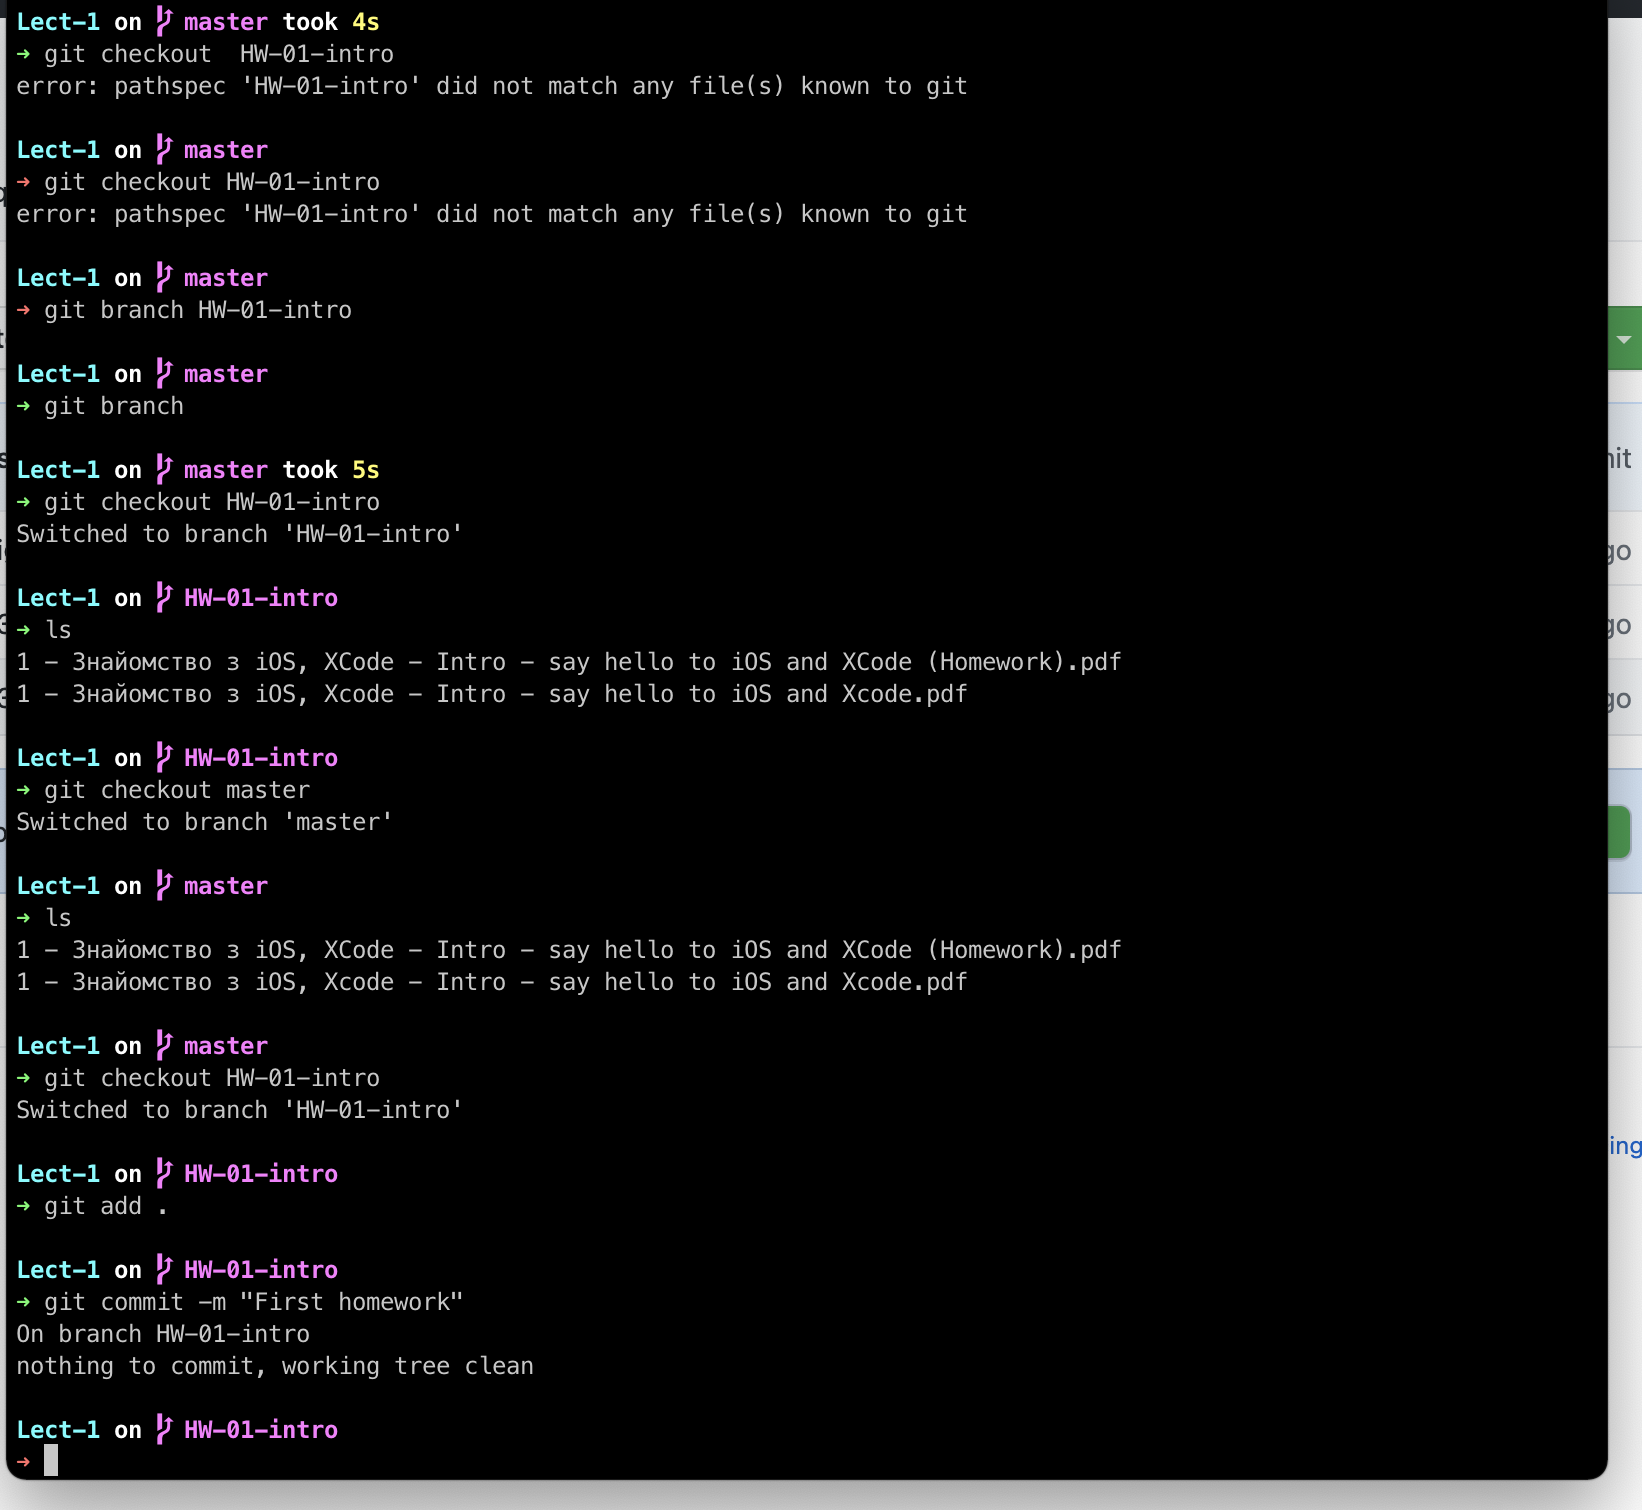 Lect-1 on master took 4s
→ git checkout  HW-01-intro
error: pathspec 'HW-01-intro' did not match any file(s) known to git
Lect-1 on master
→ git checkout HW-01-intro
error: pathspec 'HW-01-intro' did not match any file(s) known to git
Lect-1 on master
→ git branch HW-01-intro
Lect-1 on master
→ git branch
Lect-1 on master took 5s
→ git checkout HW-01-intro
Switched to branch 'HW-01-intro'
Lect-1 on HW-01-intro
→ ls
1 - Знайомство з iOS, XCode - Intro - say hello to iOS and XCode (Homework).pdf
1 - Знайомство з iOS, Xcode - Intro - say hello to iOS and Xcode.pdf
Lect-1 on HW-01-intro
→ git checkout master
Switched to branch 'master'
Lect-1 on master
→ ls
1 - Знайомство з iOS, XCode - Intro - say hello to iOS and XCode (Homework).pdf
1 - Знайомство з iOS, Xcode - Intro - say hello to iOS and Xcode.pdf
Lect-1 on master
→ git checkout HW-01-intro
Switched to branch 'HW-01-intro'
Lect-1 on HW-01-intro
→ git add .
Lect-1 on HW-01-intro
→ git commit -m "First homework"
On branch HW-01-intro
nothing to commit, working tree clean
Lect-1 on HW-01-intro
→